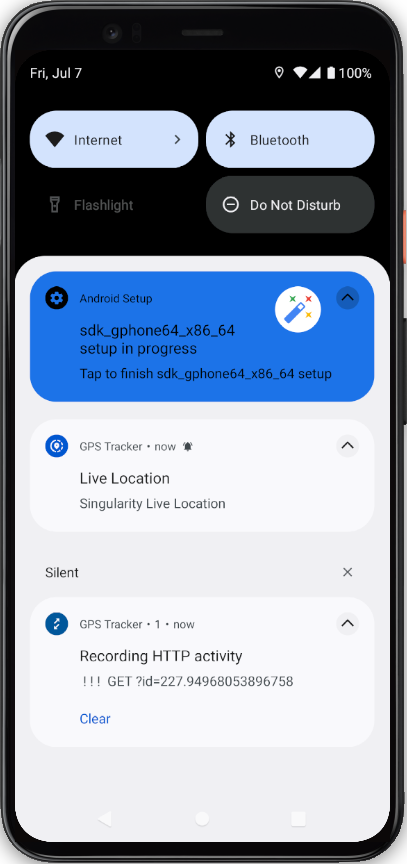 Fri, Jul 7
100%
Internet
Bluetooth
Flashlight
Do Not Disturb
Android Setup
sdk_gphone64_x86_64
setup in progress
Tap to finish sdk_gphone64_x86_64 setup
GPS Tracker • now
Live Location
Singularity Live Location
Silent
GPS Tracker • 1 • now
Recording HTTP activity
!!! GET ?id=227.94968053896758
Clear